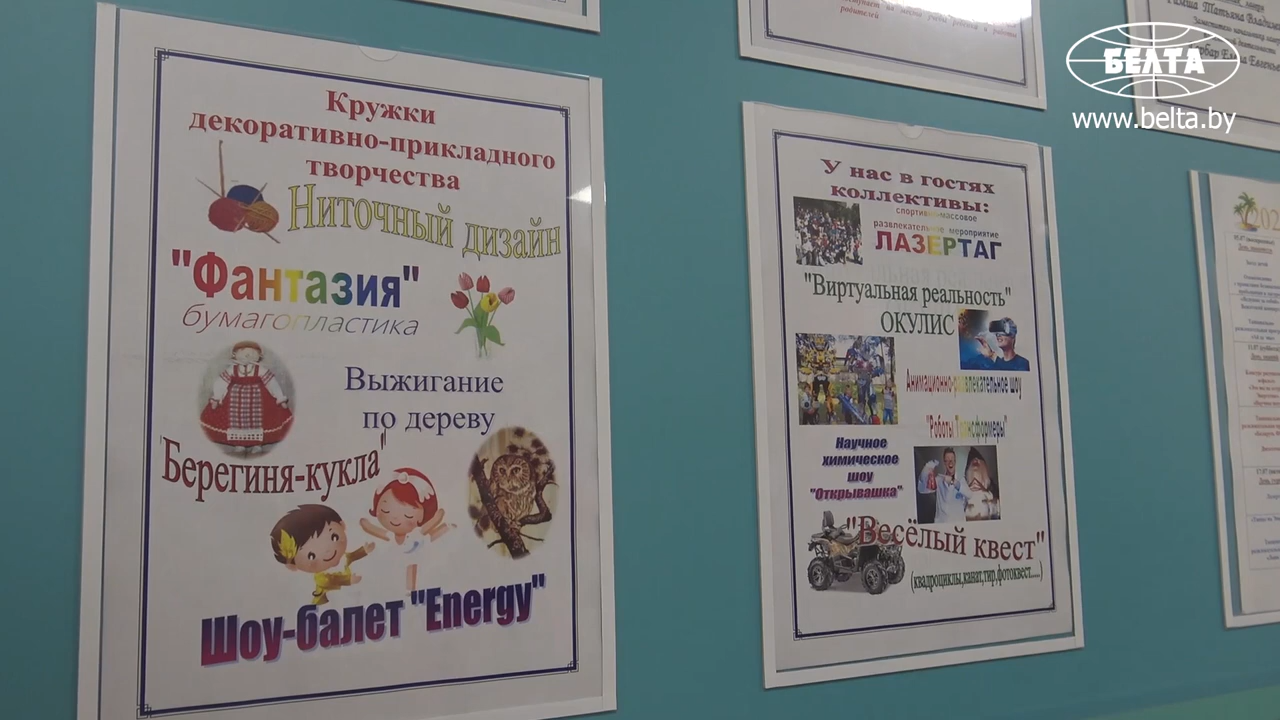 Кружки
декоративно-прикладного
творчества
Ниточный дизайн
"Фантазия"
бумагопластика
Выжигание
по дереву
"Берегиня-кукла"
Шоу-балет "Energy"
родителей
У нас в гостях
коллективы:
спортивно-массовое
развлекательное мероприятие
ЛАЗЕРТАГ
"Виртуальная реальность"
ОКУЛИС
Анимационно-развлекательное шоу
"Роботы Трансформеры"
Научное
химическое
шоу
"Открывашка"
"Весёлый квест"
(квадроциклы,канат,тир,фотоквест.....)
Татьяна
БЕЛТА
www.belta.by